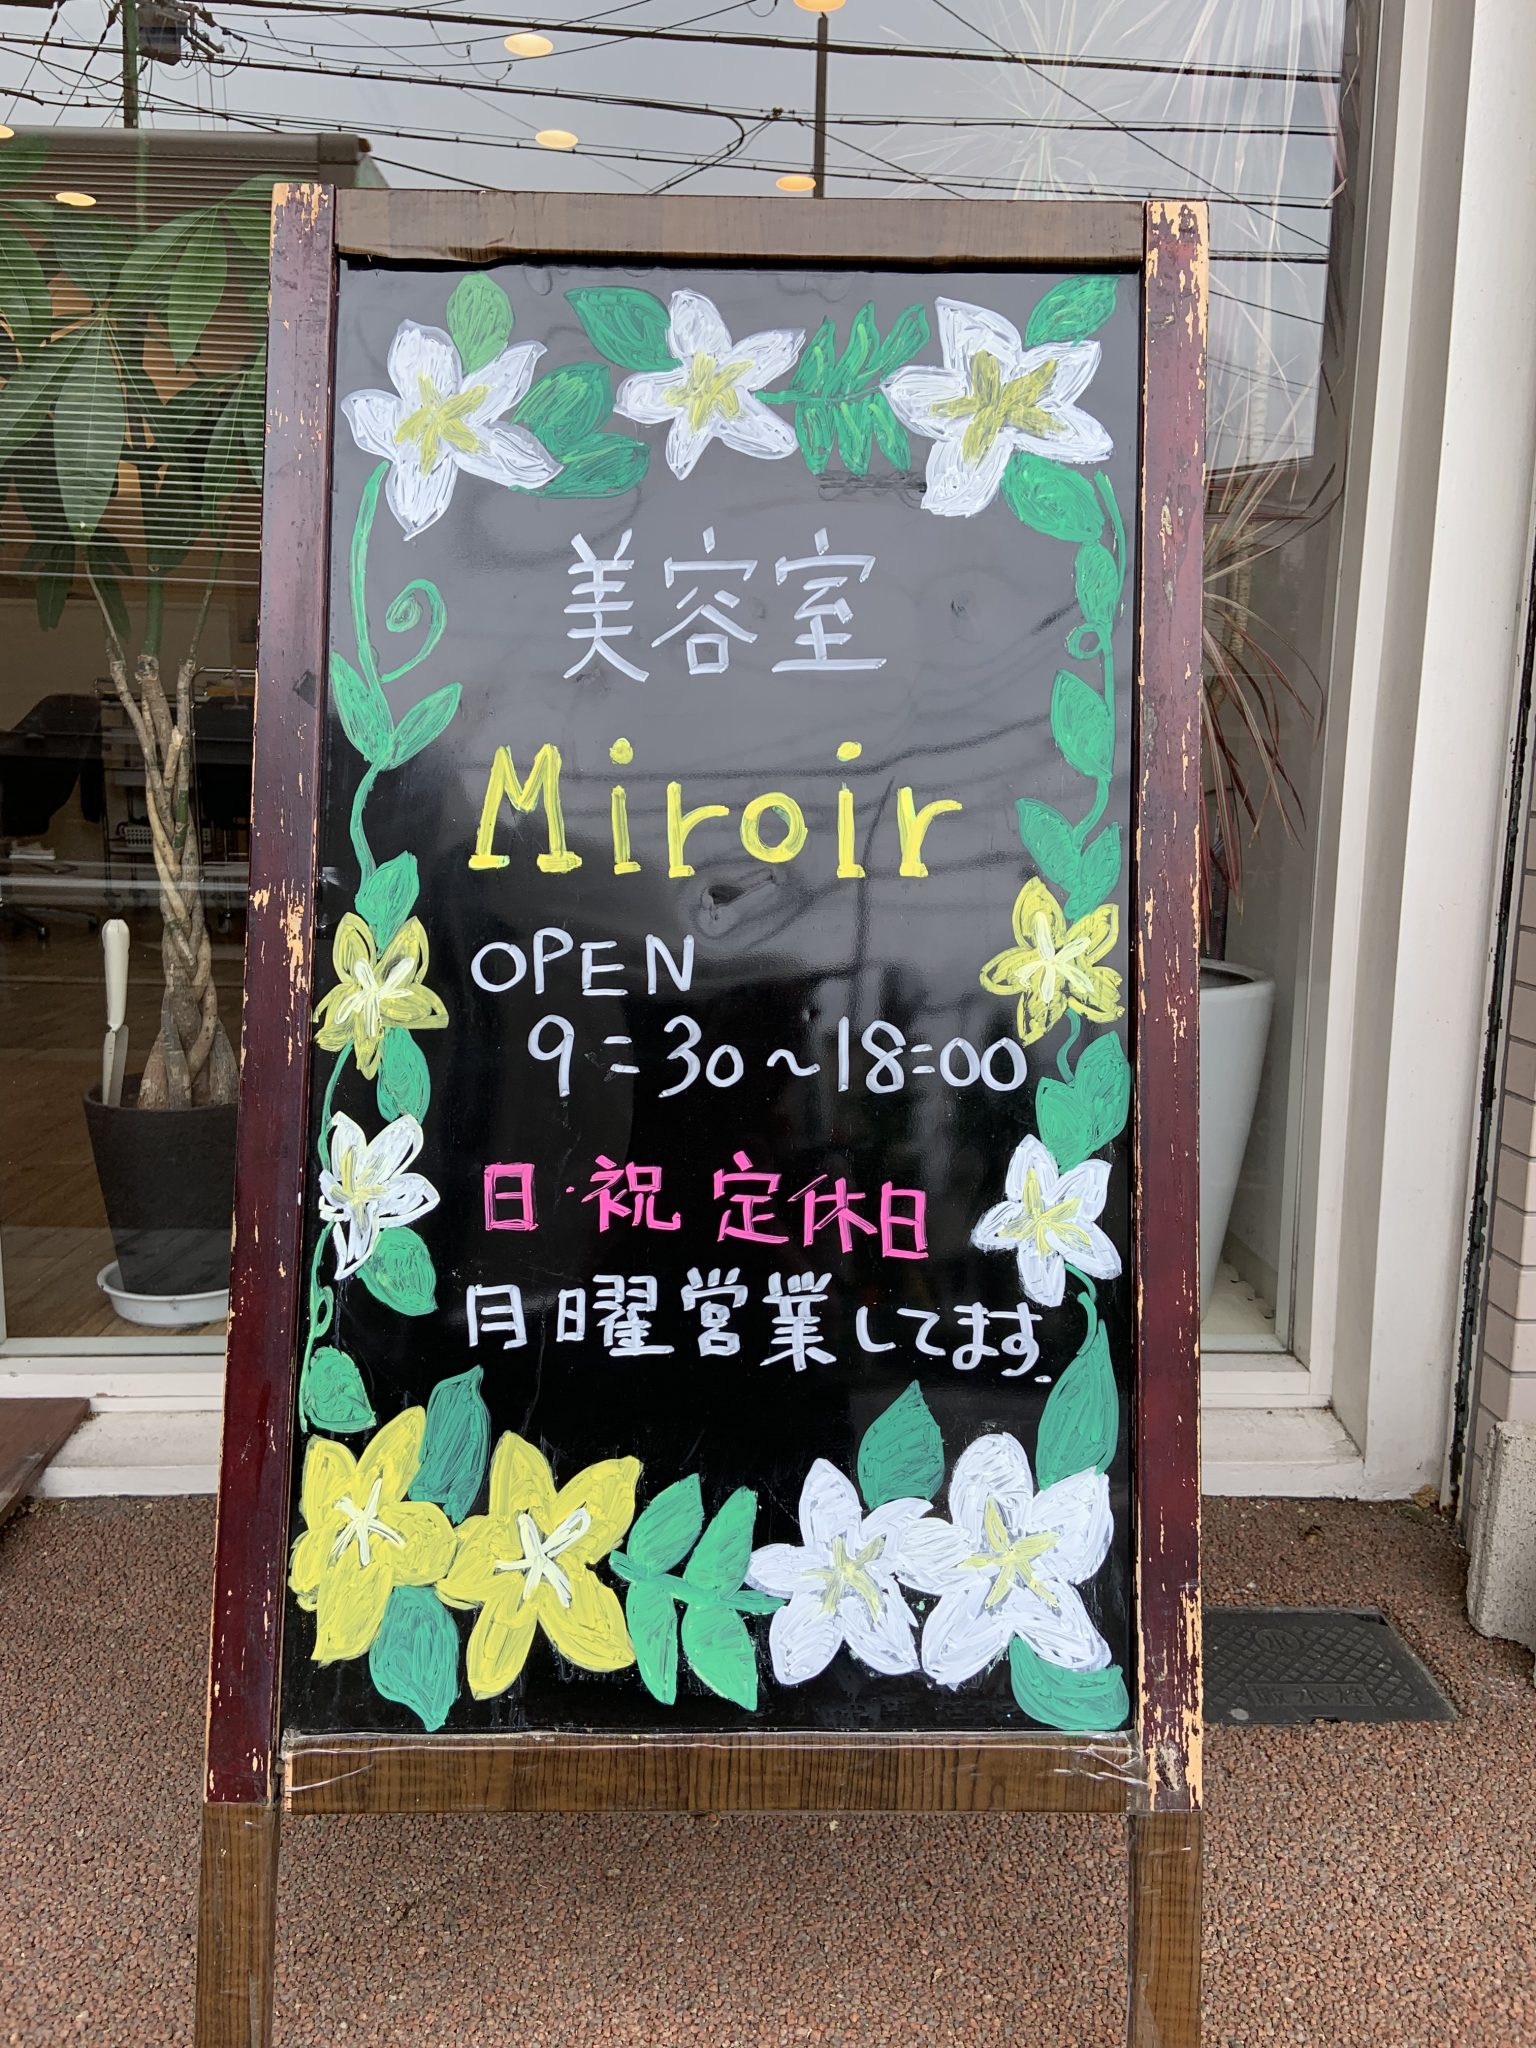 美容室
Miroir
OPEN
9:30~18:00
日・祝 定休日
月曜営業してます.